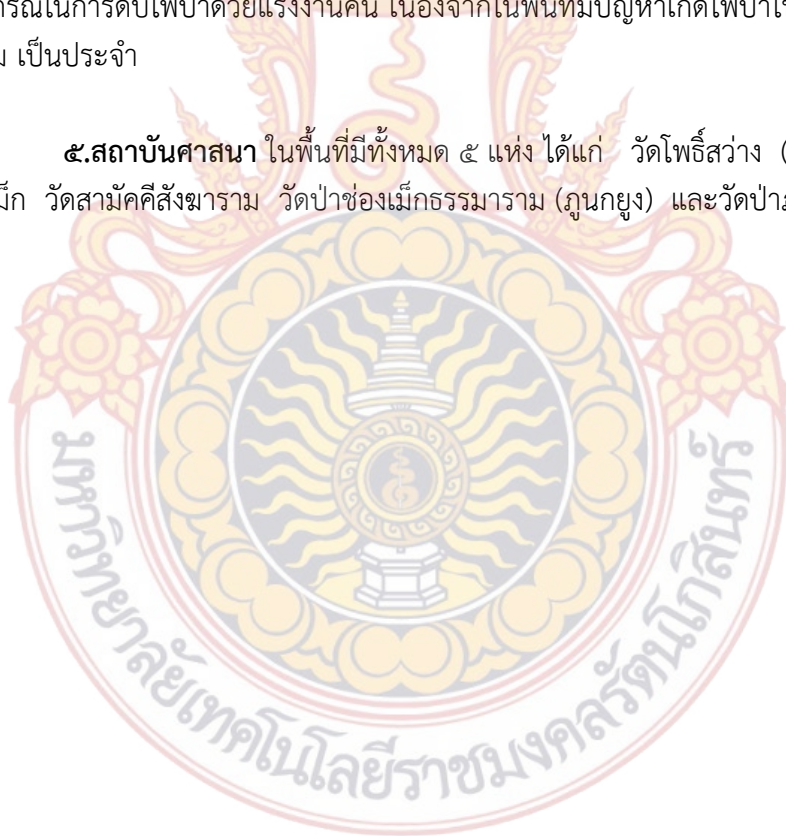 ในการดับไฟป่าด้วยแรงงานคน เนื่องจากในพื้นที่มีปัญหาเกิดไฟป่า
เป็นประจำ
๕.สถาบันศาสนา ในพื้นที่มีทั้งหมด ๕ แห่ง ได้แก่ วัดโพธิ์สว่าง (
วัดสามัคคีสังฆาราม วัดป่าช่องเม็กธรรมาราม (ภูนกยูง) และวัดป่า
มหาวิทยาลัยเทคโนโลยีราชมงคลรัตนโกสินทร์